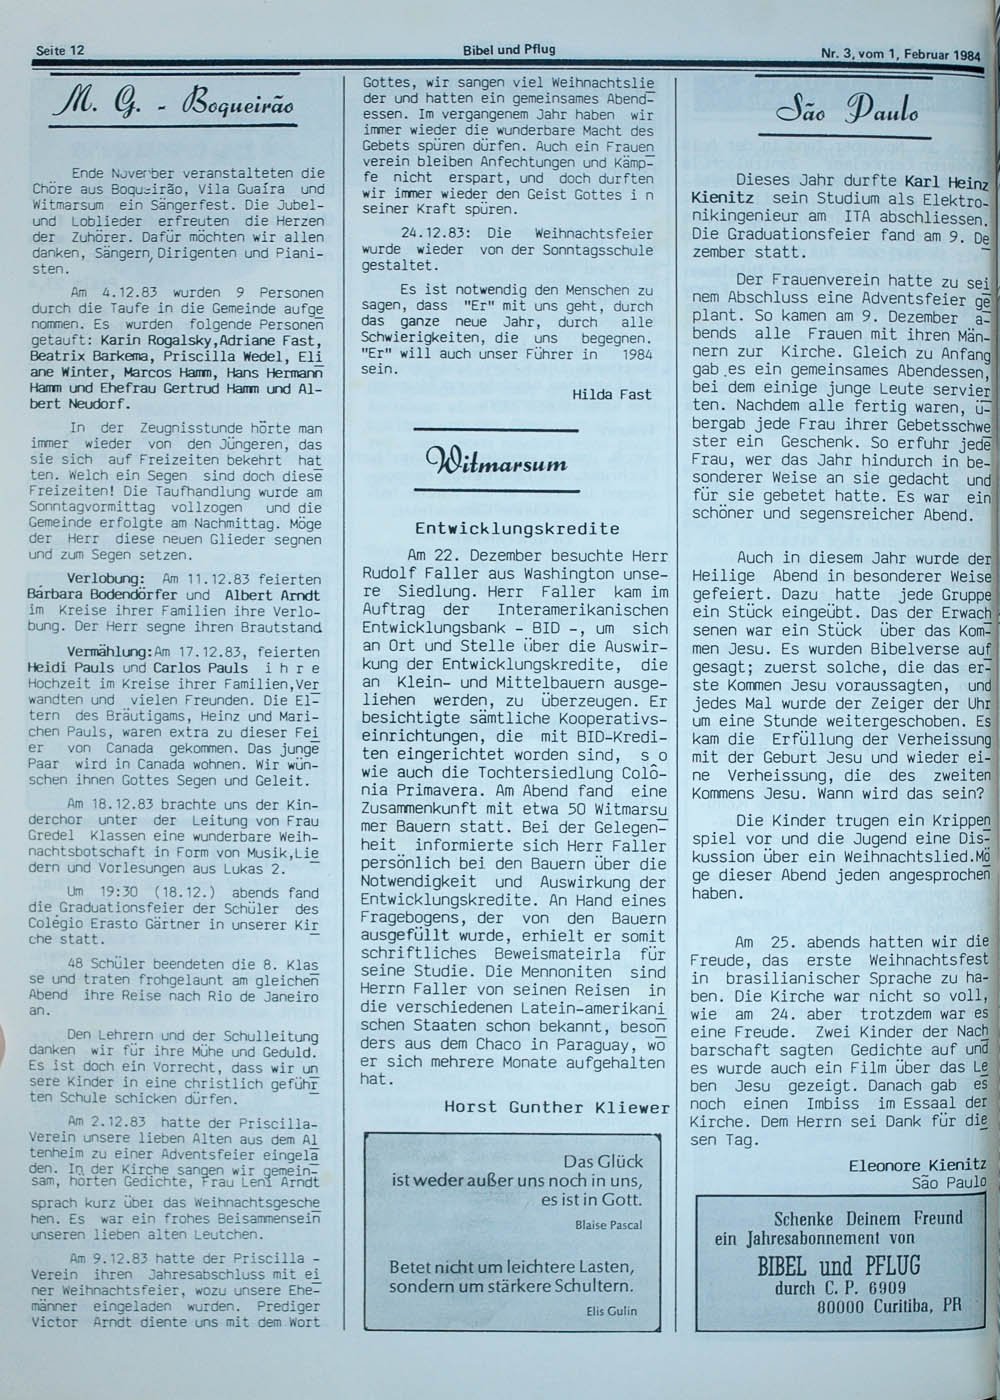 Seite 12
Bibel und Pflug
Nr. 3, vom 1, Februar 1984
M. G. - Boqueirão
Ende November veranstalteten die
Chöre aus Boqueirão, Vila Guaíra und
Witmarsum ein Sängerfest. Die Jubel-
und Loblieder erfreuten die Herzen
der Zuhörer. Dafür möchten wir allen
danken, Sängern, Dirigenten und Piani-
sten.
Am 4.12.83 wurden 9 Personen
durch die Taufe in die Gemeinde aufge
nommen. Es wurden folgende Personen
getauft: Karin Rogalsky,Adriane Fast,
Beatrix Barkema, Priscilla Wedel, Eli
ane Winter, Marcos Hamm, Hans Hermann
Hamm und Ehefrau Gertrud Hamm und Al-
bert Neudorf.
In der Zeugnisstunde hörte man
immer wieder von den Jüngeren, das
sie sich auf Freizeiten bekehrt hat
ten. Welch ein Segen sind doch diese
Freizeiten! Die Taufhandlung wurde am
Sonntagvormittag vollzogen und die
Gemeinde erfolgte am Nachmittag. Möge
der Herr diese neuen Glieder segnen
und zum Segen setzen.
Verlobung: Am 11.12.83 feierten
Barbara Bodendörfer und Albert Arndt
im Kreise ihrer Familien ihre Verlo-
bung. Der Herr segne ihren Brautstand
Vermählung:Am 17.12.83, feierten
Heidi Pauls und Carlos Pauls i h r e
Hochzeit im Kreise ihrer Familien,Ver
wandten und vielen Freunden. Die El-
tern des Bräutigams, Heinz und Mari-
chen Pauls, waren extra zu dieser Fei
er von Canada gekommen. Das junge
Paar wird in Canada wohnen. Wir wün-
schen ihnen Gottes Segen und Geleit.
Am 18.12.83 brachte uns der Kin-
derchor unter der Leitung von Frau
Gredel Klassen eine wunderbare Weih-
nachtsbotschaft in Form von Musik,Lie
dern und Vorlesungen aus Lukas 2.
Um 19:30 (18.12.) abends fand
die Graduationsfeier der Schüler des
Colégio Erasto Gärtner in unserer Kir
che statt.
48 Schüler beendeten die 8. Klas
se und traten frohgelaunt am gleichen
Abend ihre Reise nach Rio de Janeiro
an.
Den Lehrern und der Schulleitung
danken wir für ihre Mühe und Geduld.
Es ist doch ein Vorrecht, dass wir un
sere Kinder in eine christlich geführ
ten Schule schicken dürfen.
Am 2.12.83 hatte der Priscilla-
Verein unsere lieben Alten aus dem Al
tenheim zu einer Adventsfeier eingela
den. In der Kirche sangen wir gemein-
sam, hörten Gedichte, Frau Leni Arndt
sprach kurz über das Weihnachtsgesche
hen. Es war ein frohes Beisammensein
unseren lieben alten Leutchen.
Am 9.12.83 hatte der Priscilla -
Verein ihren Jahresabschluss mit ei
ner Weihnachtsfeier, wozu unsere Ehe-
männer eingeladen wurden. Prediger
Victor Arndt diente uns mit dem Wort
Gottes, wir sangen viel Weihnachtslie
der und hatten ein gemeinsames Abend-
essen. Im vergangenem Jahr haben wir
immer wieder die wunderbare Macht des
Gebets spüren dürfen. Auch ein Frauen
verein bleiben Anfechtungen und Kämp-
fe nicht erspart, und doch durften
wir immer wieder den Geist Gottes i n
seiner Kraft spüren.
24.12.83: Die Weihnachtsfeier
wurde wieder von der Sonntagsschule
gestaltet.
Es ist notwendig den Menschen zu
sagen, dass "Er" mit uns geht, durch
das ganze neue Jahr, durch alle
Schwierigkeiten, die uns begegnen.
"Er" will auch unser Führer in 1984
sein.
Hilda Fast
Witmarsum
Entwicklungskredite
Am 22. Dezember besuchte Herr
Rudolf Faller aus Washington unse-
re Siedlung. Herr Faller kam im
Auftrag der Interamerikanischen
Entwicklungsbank - BID -, um sich
an Ort und Stelle über die Auswir-
kung der Entwicklungskredite, die
an Klein- und Mittelbauern ausge-
liehen werden, zu überzeugen. Er
besichtigte sämtliche Kooperativs-
einrichtungen, die mit BID-Kredi-
ten eingerichtet worden sind, s o
wie auch die Tochtersiedlung Colô-
nia Primavera. Am Abend fand eine
Zusammenkunft mit etwa 50 Witmarsu
mer Bauern statt. Bei der Gelegen-
heit informierte sich Herr Faller
persönlich bei den Bauern über die
Notwendigkeit und Auswirkung der
Entwicklungskredite. An Hand eines
Fragebogens, der von den Bauern
ausgefüllt wurde, erhielt er somit
schriftliches Beweismateirla für
seine Studie. Die Mennoniten sind
Herrn Faller von seinen Reisen in
die verschiedenen Latein-amerikani
schen Staaten schon bekannt, beson
ders aus dem Chaco in Paraguay, wo
er sich mehrere Monate aufgehalten
hat.
Horst Gunther Kliewer
Das Glück
ist weder außer uns noch in uns,
es ist in Gott.
Blaise Pascal
Betet nicht um leichtere Lasten,
sondern um stärkere Schultern.
Elis Gulin
São Paulo
Dieses Jahr durfte Karl Heinz
Kienitz sein Studium als Elektro-
nikingenieur am ITA abschliessen.
Die Graduationsfeier fand am 9. De
zember statt.
Der Frauenverein hatte zu sei
nem Abschluss eine Adventsfeier ge
plant. So kamen am 9. Dezember a-
bends alle Frauen mit ihren Män-
nern zur Kirche. Gleich zu Anfang
gab es ein gemeinsames Abendessen,
bei dem einige junge Leute servier
ten. Nachdem alle fertig waren, ü-
bergab jede Frau ihrer Gebetsschwe
ster ein Geschenk. So erfuhr jede
Frau, wer das Jahr hindurch in be-
sonderer Weise an sie gedacht und
für sie gebetet hatte. Es war ein
schöner und segensreicher Abend.
Auch in diesem Jahr wurde der
Heilige Abend in besonderer Weise
gefeiert. Dazu hatte jede Gruppe
ein Stück eingeübt. Das der Erwach
senen war ein Stück über das Kom-
men Jesu. Es wurden Bibelverse auf
gesagt; zuerst solche, die das er-
ste Kommen Jesu voraussagten, und
jedes Mal wurde der Zeiger der Uhr
um eine Stunde weitergeschoben. Es
kam die Erfüllung der Verheissung
mit der Geburt Jesu und wieder ei-
ne Verheissung, die des zweiten
Kommens Jesu. Wann wird das sein?
Die Kinder trugen ein Krippen
spiel vor und die Jugend eine Dis-
kussion über ein Weihnachtslied.Mö
ge dieser Abend jeden angesprochen
haben.
Am 25. abends hatten wir die
Freude, das erste Weihnachtsfest
in brasilianischer Sprache zu ha-
ben. Die Kirche war nicht so voll,
wie am 24. aber trotzdem war es
eine Freude. Zwei Kinder der Nach
barschaft sagten Gedichte auf und
es wurde auch ein Film über das Le
ben Jesu gezeigt. Danach gab es
noch einen Imbiss im Essaal der
Kirche. Dem Herrn sei Dank für die
sen Tag.
Eleonore Kienitz
São Paulo
Schenke Deinem Freund
ein Jahresabonnement von
BIBEL und PFLUG
durch C. P. 6909
80000 Curitiba, PR